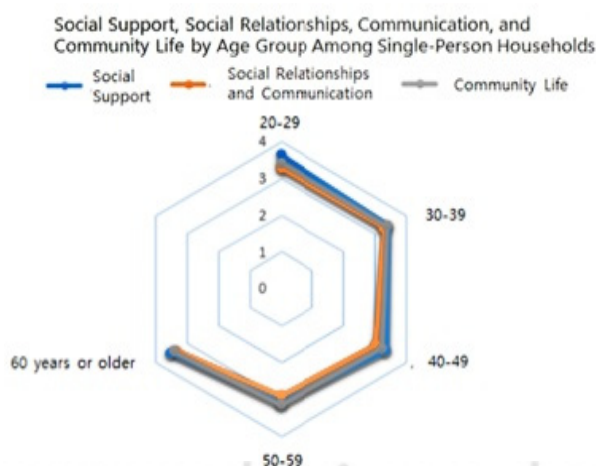 Social Support, Social Relationships, Communication, and
Community Life by Age Group Among Single-Person Households
Social
Support
Social Relationships
and Communication
Community Life
20-29
4
3
2
1
0
30-39
40-49
50-59
60 years or older